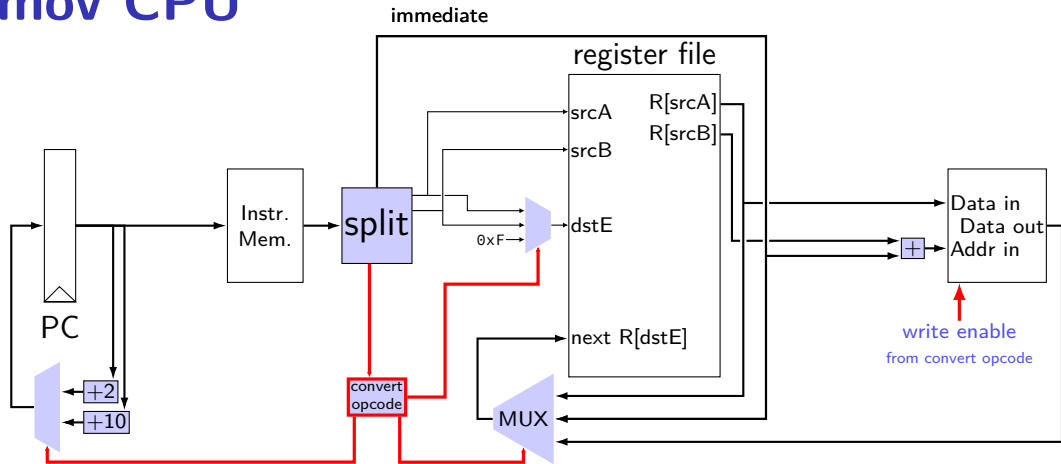 mov CPU
immediate
register file
srcA
R[srcA]
R[srcB]
srcB
Instr.
Mem.
split
dstE
0xF
Data in
Data out
Addr in
+
PC
next R[dstE]
write enable
from convert opcode
convert
opcode
+2
+10
MUX